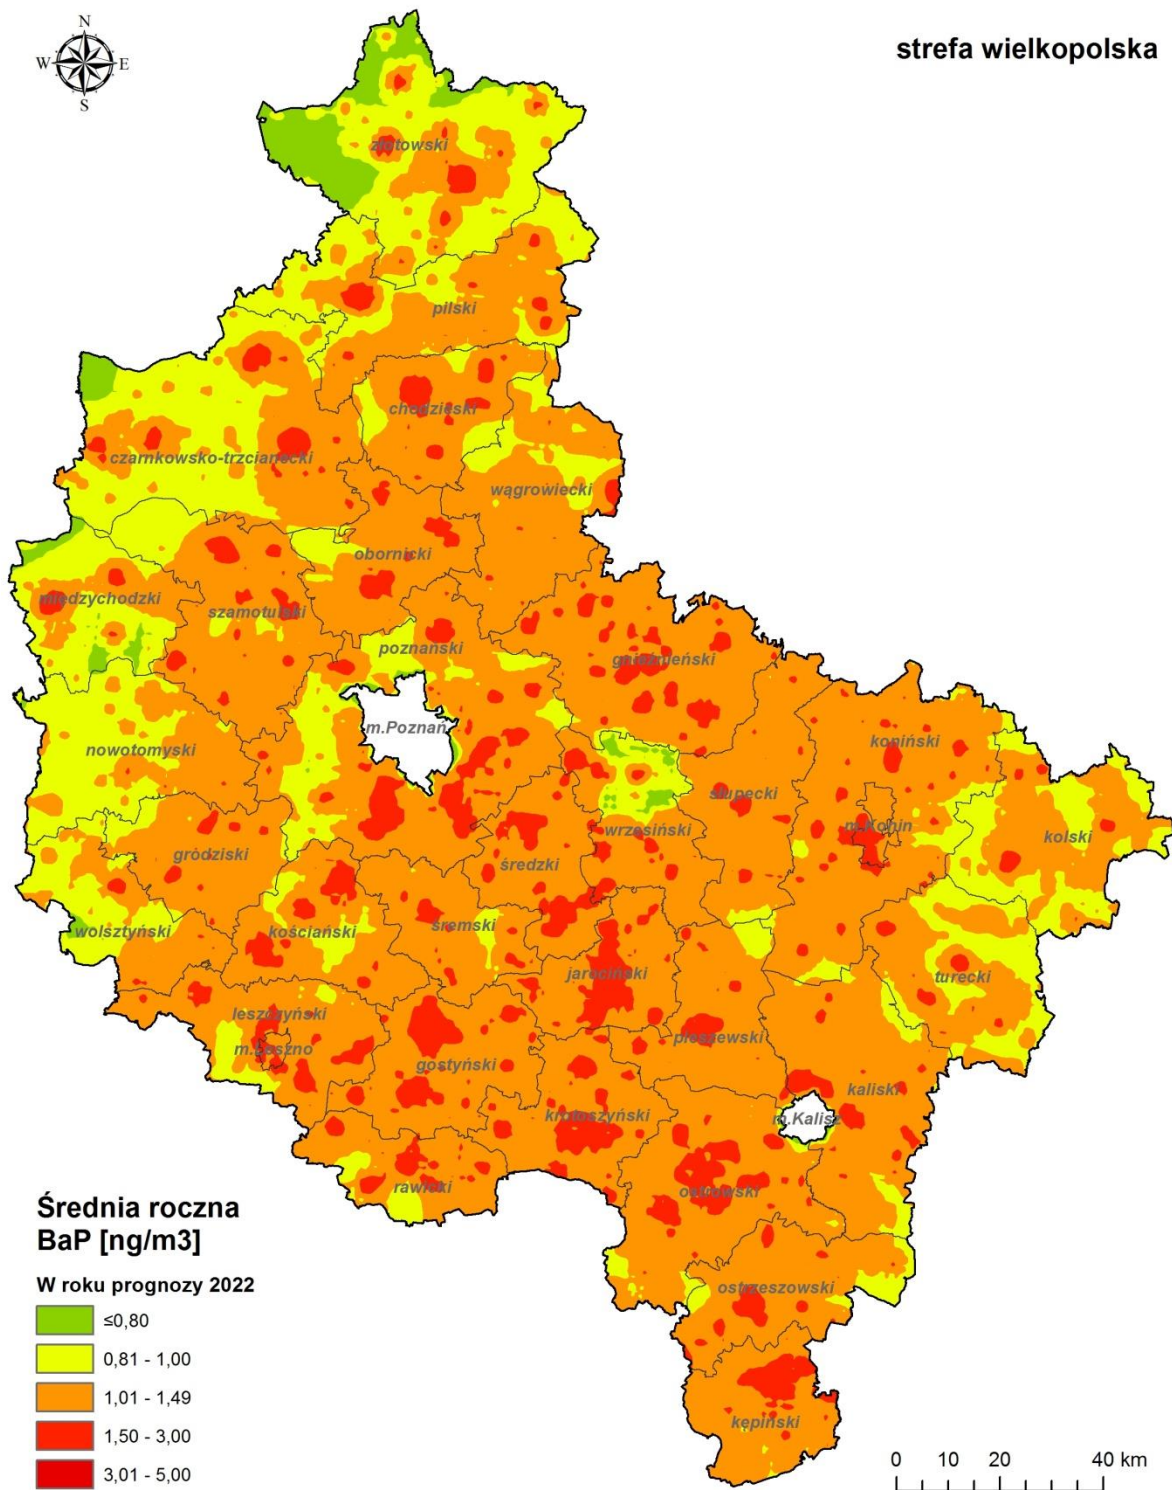 N
W E
S
strefa wielkopolska
złotowski
pilski
chodzieski
czarnkowsko-trzcianecki
wągrowiecki
obornicki
międzychodzki
szamotulski
poznański
gnieźnieński
m.Poznań
nowotomyski
koniński
słupecki
wrzesiński
m.Konin
kolski
gródziski
średzki
wolsztyński
kościański
śremski
jarociński
turecki
leszczyński
m.Leszno
gostyński
pleszewski
kaliski
krotoszyński
m.Kalisz
rawicki
ostrowski
ostrzeszowski
kępiński
Średnia roczna
BaP [ng/m3]
W roku prognozy 2022
≤0,80
0,81 - 1,00
1,01 - 1,49
1,50 - 3,00
3,01 - 5,00
0 10 20 40 km